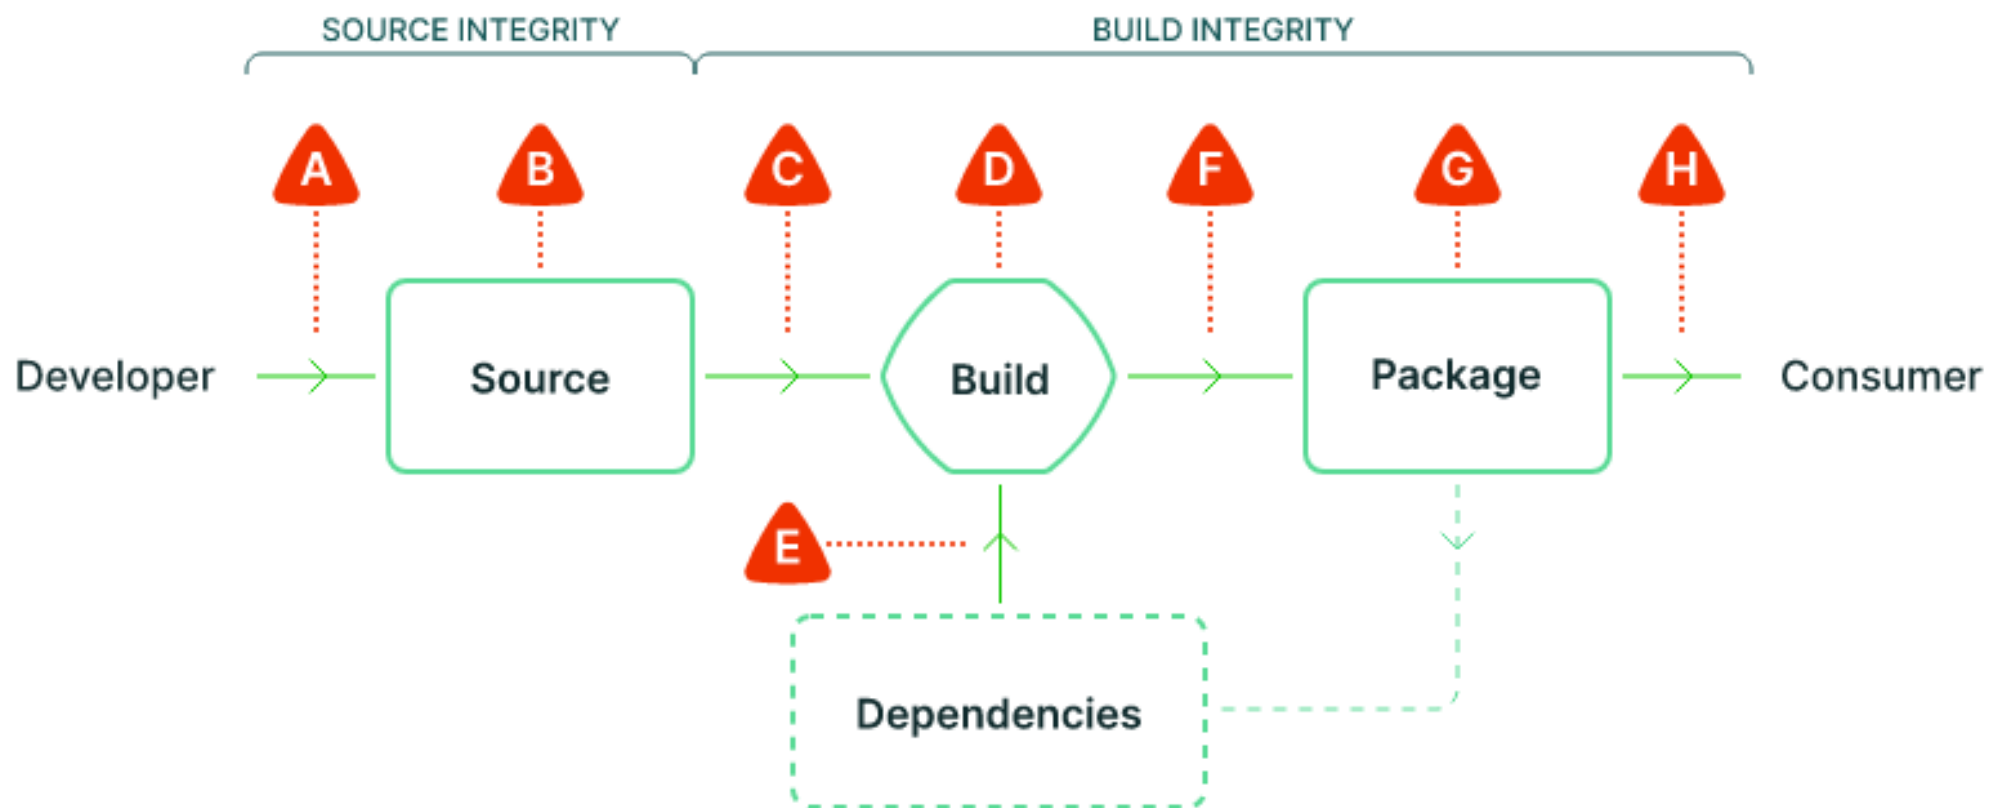 SOURCE INTEGRITY
BUILD INTEGRITY
A
B
C
D
F
G
H
Developer
Source
Build
Package
Consumer
E
Dependencies